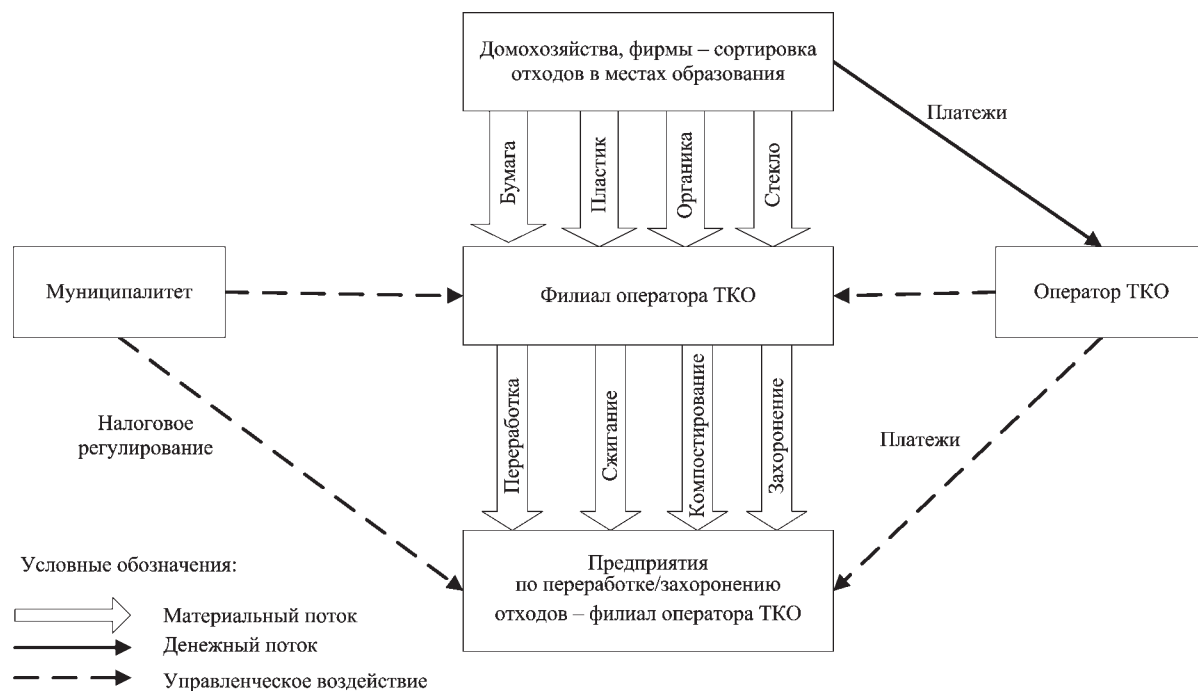 Домохозяйства, фирмы – сортировка
отходов в местах образования
Платежи
Бумага
Пластик
Органика
Стекло
Муниципалитет
Филиал оператора ТКО
Оператор ТКО
Налоговое
регулирование
Переработка
Сжигание
Компостирование
Захоронение
Платежи
Предприятия
по переработке/захоронению
отходов – филиал оператора ТКО
Условные обозначения:
Материальный поток
Денежный поток
Управленческое воздействие